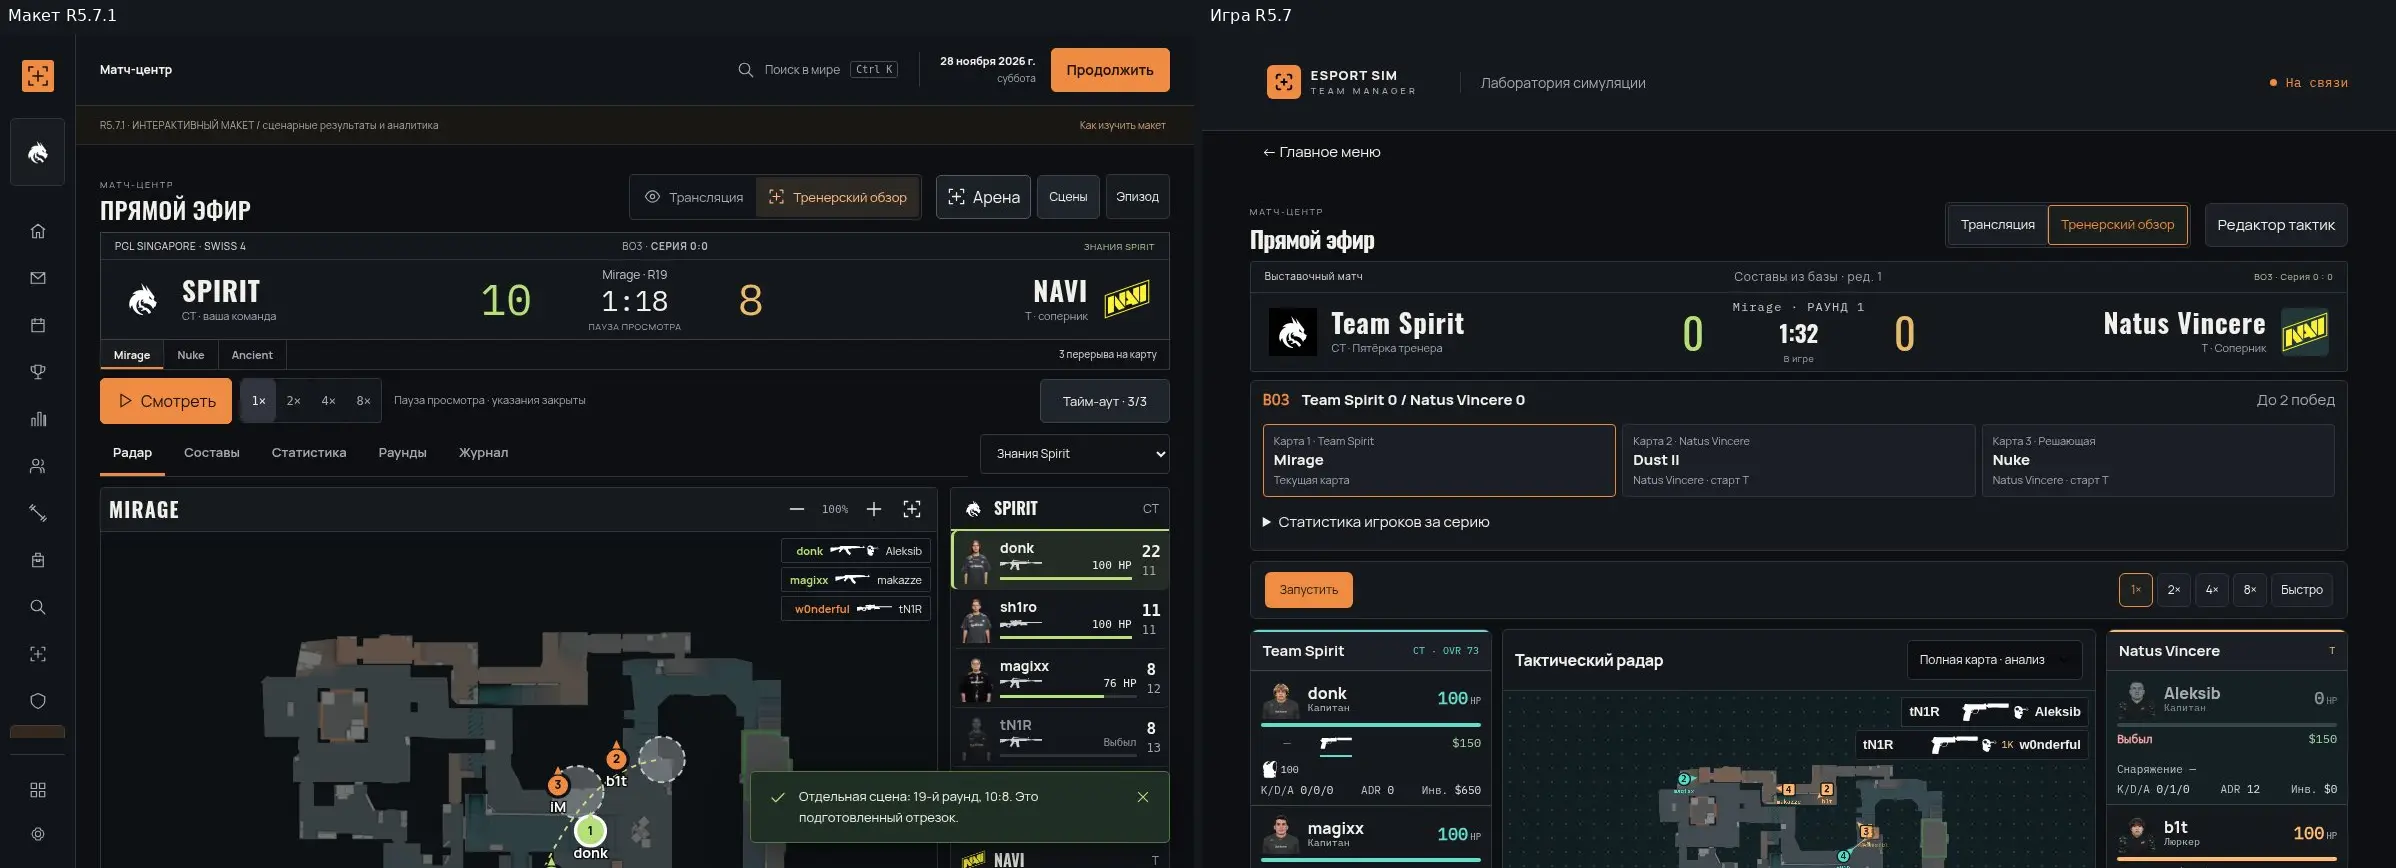 Макет R5.7.1
Матч-центр
Поиск в мире
Ctrl K
28 ноября 2026 г.
суббота
Продолжить
R5.7.1 · ИНТЕРАКТИВНЫЙ МАКЕТ / сценарные результаты и аналитика
Как изучить макет
МАТЧ-ЦЕНТР
ПРЯМОЙ ЭФИР
Трансляция
Тренерский обзор
Арена
Сцены
Эпизод
PGL SINGAPORE · SWISS 4
BO3 · СЕРИЯ 0:0
ЗНАНИЯ SPIRIT
SPIRIT
CT · ваша команда
10
Mirage · R19
1:18
ПАУЗА ПРОСМОТРА
8
NAVI
T · соперник
NAVI
Mirage
Nuke
Ancient
3 перерыва на карту
Смотреть
1×
2×
4×
8×
Пауза просмотра · указания закрыты
Тайм-аут · 3/3
Радар
Составы
Статистика
Раунды
Журнал
Знания Spirit
MIRAGE
100%
donk Aleksib
magixx makazze
w0nderful tN1R
2
b1t
3
iM
1
donk
SPIRIT
CT
donk
100 HP
22
11
sh1ro
100 HP
11
11
magixx
76 HP
8
12
tN1R
Выбыл
8
13
Отдельная сцена: 19-й раунд, 10:8. Это
подготовленный отрезок.
NAVI
T
Игра R5.7
ESPORT SIM
TEAM MANAGER
Лаборатория симуляции
На связи
← Главное меню
МАТЧ-ЦЕНТР
Прямой эфир
Трансляция
Тренерский обзор
Редактор тактик
Выставочный матч
Составы из базы · ред. 1
BO3 · Серия 0 : 0
Team Spirit
CT · Пятёрка тренера
0
Mirage · РАУНД 1
1:32
В игре
0
Natus Vincere
T · Соперник
NAVI
BO3
Team Spirit 0 / Natus Vincere 0
До 2 побед
Карта 1 · Team Spirit
Mirage
Текущая карта
Карта 2 · Natus Vincere
Dust II
Natus Vincere · старт T
Карта 3 · Решающая
Nuke
Natus Vincere · старт T
Статистика игроков за серию
Запустить
1×
2×
4×
8×
Быстро
Team Spirit
CT · OVR 73
donk
Капитан
100 HP
—
$150
100
K/D/A 0/0/0
ADR 0
Инв. $650
magixx
Капитан
100 HP
Тактический радар
Полная карта · анализ
tN1R Aleksib
tN1R 1K w0nderful
2
magixx
4
makazze
2
b1t
3
4
Natus Vincere
T
Aleksib
Капитан
0 HP
Выбыл
$150
Снаряжение —
K/D/A 0/1/0
ADR 12
Инв. $0
b1t
Люркер
100 HP